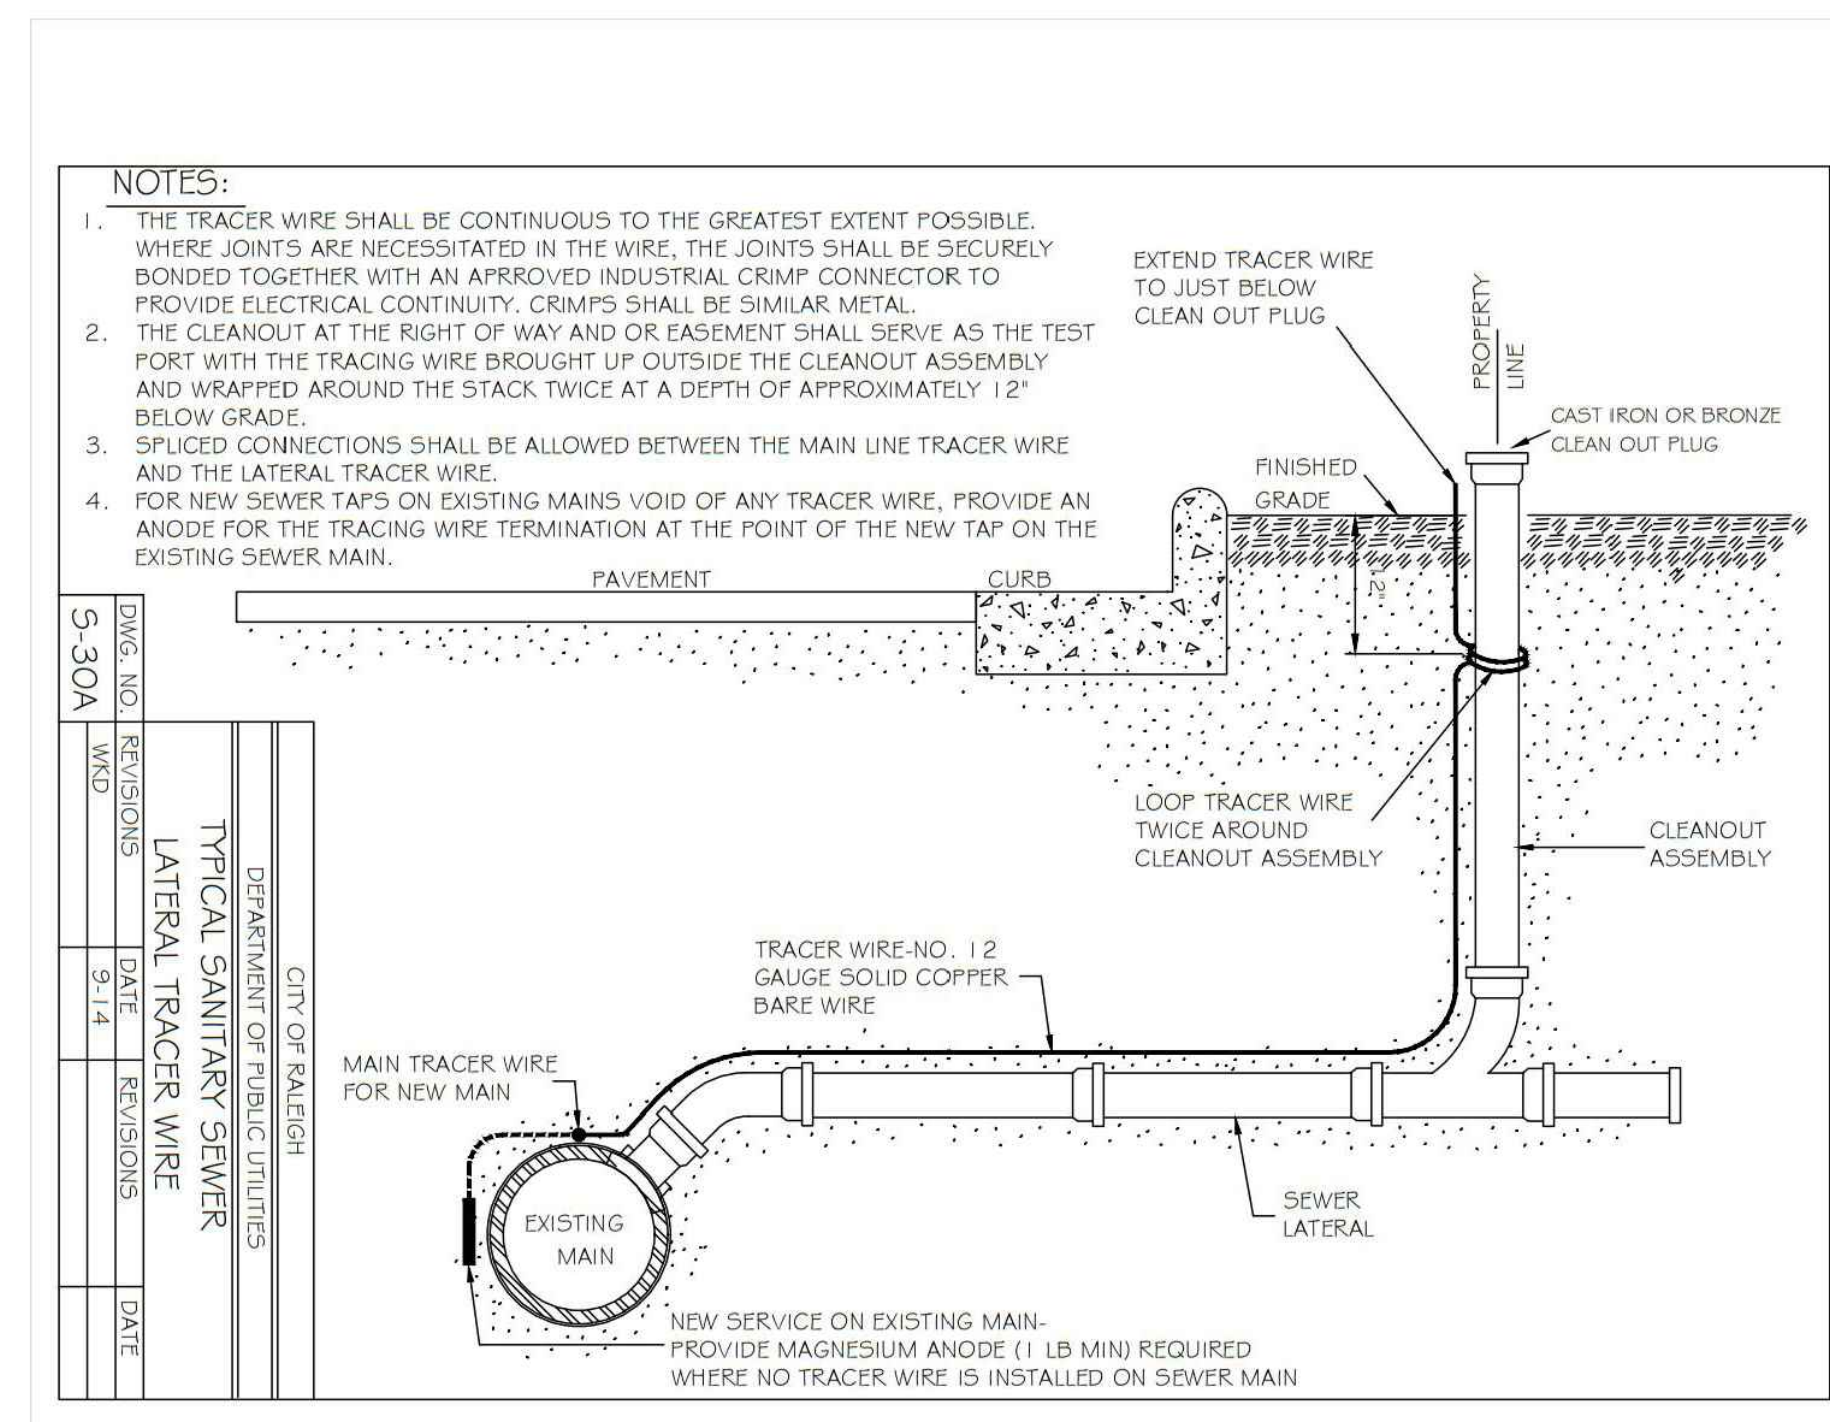 NOTES:
1. THE TRACER WIRE SHALL BE CONTINUOUS TO THE GREATEST EXTENT POSSIBLE.
WHERE JOINTS ARE NECESSITATED IN THE WIRE, THE JOINTS SHALL BE SECURELY
BONDED TOGETHER WITH AN APRROVED INDUSTRIAL CRIMP CONNECTOR TO
PROVIDE ELECTRICAL CONTINUITY. CRIMPS SHALL BE SIMILAR METAL.
2. THE CLEANOUT AT THE RIGHT OF WAY AND OR EASEMENT SHALL SERVE AS THE TEST
PORT WITH THE TRACING WIRE BROUGHT UP OUTSIDE THE CLEANOUT ASSEMBLY
AND WRAPPED AROUND THE STACK TWICE AT A DEPTH OF APPROXIMATELY 12"
BELOW GRADE.
3. SPLICED CONNECTIONS SHALL BE ALLOWED BETWEEN THE MAIN LINE TRACER WIRE
AND THE LATERAL TRACER WIRE.
4. FOR NEW SEWER TAPS ON EXISTING MAINS VOID OF ANY TRACER WIRE, PROVIDE AN
ANODE FOR THE TRACING WIRE TERMINATION AT THE POINT OF THE NEW TAP ON THE
EXISTING SEWER MAIN.
EXTEND TRACER WIRE
TO JUST BELOW
CLEAN OUT PLUG
PROPERTY
LINE
CAST IRON OR BRONZE
CLEAN OUT PLUG
FINISHED
GRADE
12"
PAVEMENT
CURB
LOOP TRACER WIRE
TWICE AROUND
CLEANOUT ASSEMBLY
CLEANOUT
ASSEMBLY
TRACER WIRE-NO. 12
GAUGE SOLID COPPER
BARE WIRE
MAIN TRACER WIRE
FOR NEW MAIN
EXISTING
MAIN
SEWER
LATERAL
NEW SERVICE ON EXISTING MAIN-
PROVIDE MAGNESIUM ANODE (1 LB MIN) REQUIRED
WHERE NO TRACER WIRE IS INSTALLED ON SEWER MAIN
CITY OF RALEIGH
DEPARTMENT OF PUBLIC UTILITIES
TYPICAL SANITARY SEWER
LATERAL TRACER WIRE
DWG. NO. REVISIONS DATE REVISIONS DATE
S-30A WKD 9-14